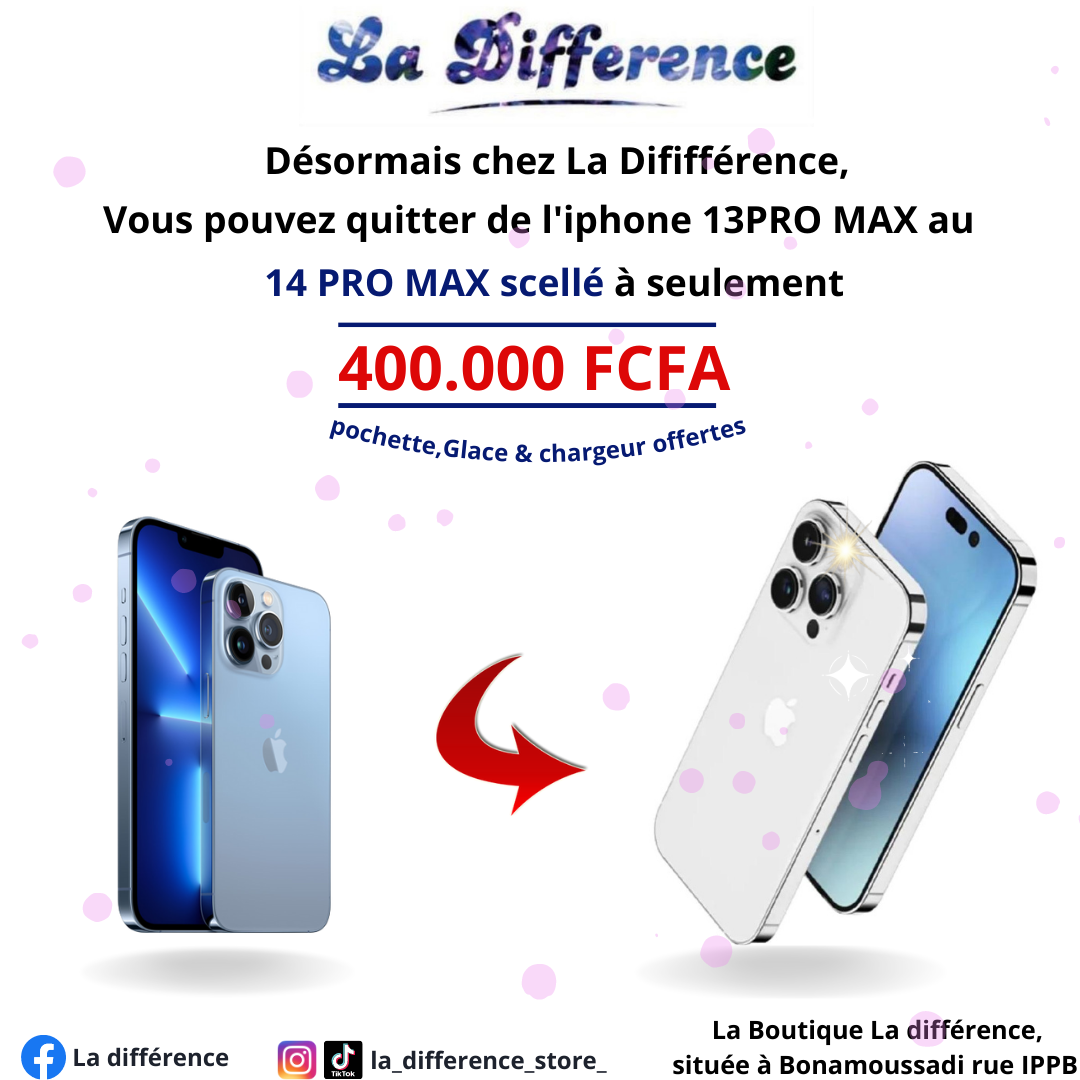 La Difference
Désormais chez La Dififférence,
Vous pouvez quitter de l'iphone 13PRO MAX au
14 PRO MAX scellé à seulement
400.000 FCFA
pochette,Glace & chargeur offertes
La différence
TikTok
la_difference_store_
La Boutique La différence,
située à Bonamoussadi rue IPPB